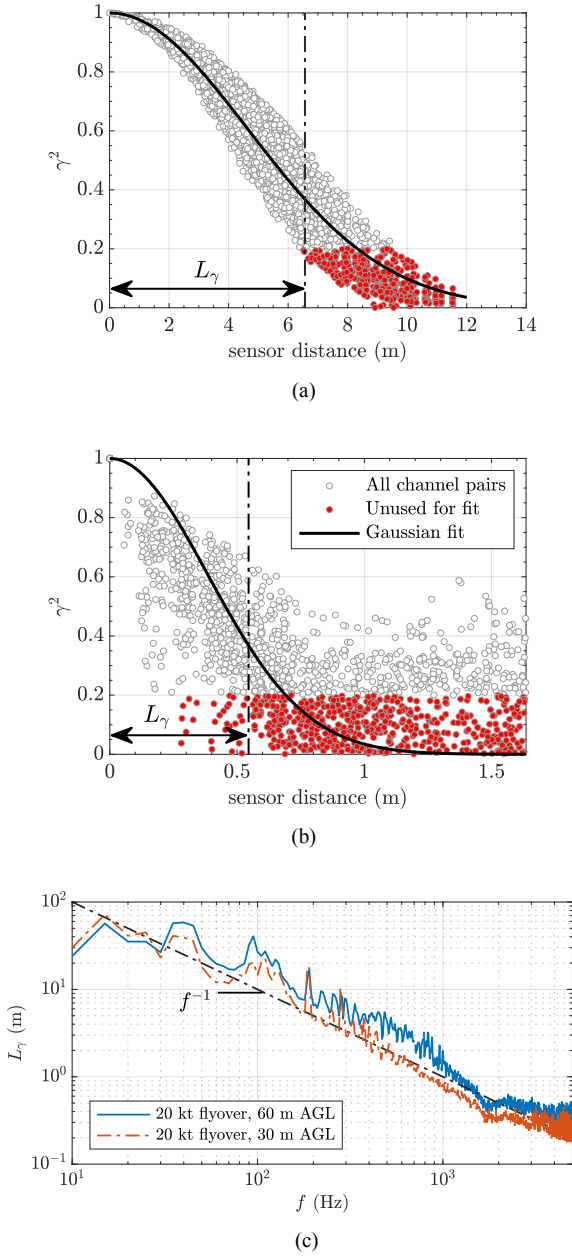 1
0.8
0.6
γ²
0.4
0.2
0
Lγ
0 2 4 6 8 10 12 14
sensor distance (m)
(a)
1
0.8
0.6
γ²
0.4
0.2
0
All channel pairs
Unused for fit
Gaussian fit
Lγ
0 0.5 1 1.5
sensor distance (m)
(b)
10²
10¹
Lγ (m)
10⁰
10⁻¹
f⁻¹
20 kt flyover, 60 m AGL
20 kt flyover, 30 m AGL
10¹ 10² 10³
f (Hz)
(c)